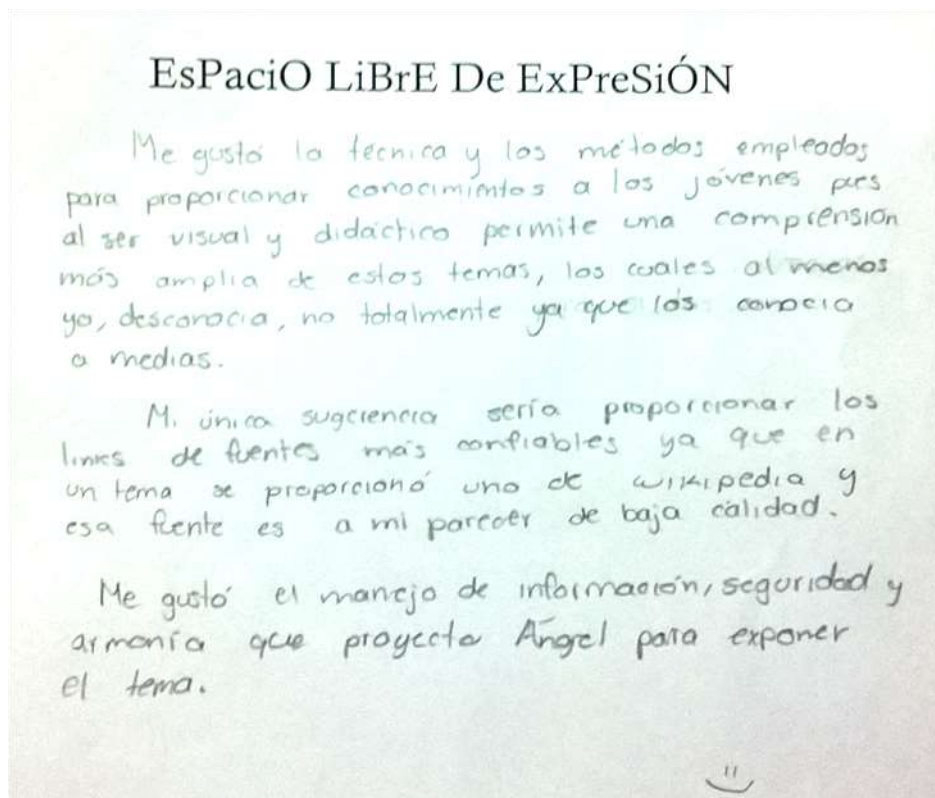 EsPaciO LiBrE De ExPreSiÓN
Me gustó la técnica y los métodos empleados
para proporcionar conocimientos a los jóvenes pues
al ser visual y didáctico permite una comprensión
más amplia de estos temas, los cuales al menos
yo, desconocía, no totalmente ya que los conocía
a medias.
Mi única sugerencia sería proporcionar los
links de fuentes más confiables ya que en
un tema se proporcionó uno de wikipedia y
esa fuente es a mi parecer de baja calidad.
Me gustó el manejo de información, seguridad y
armonía que proyecta Ángel para exponer
el tema.